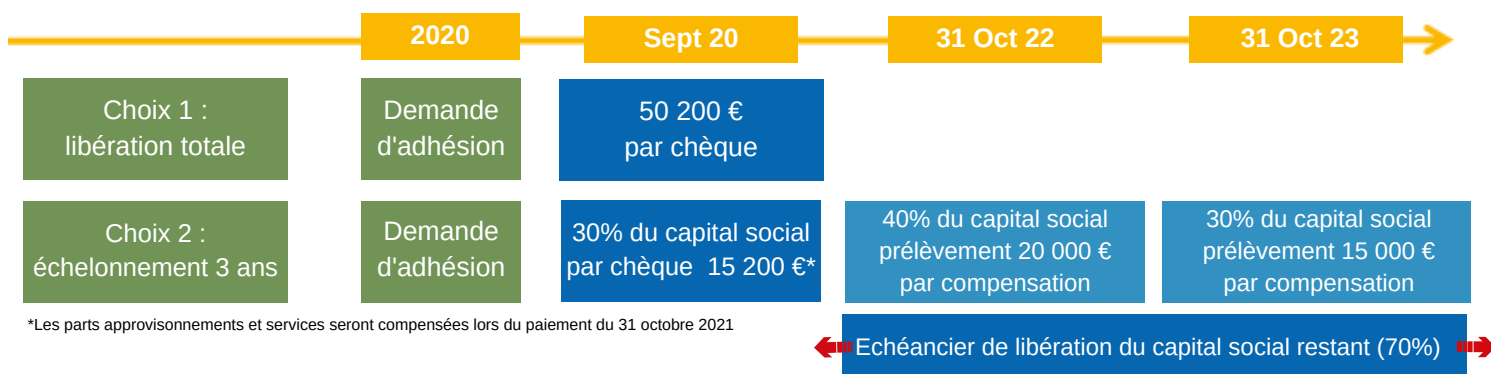 2020
Sept 20
31 Oct 22
31 Oct 23
Choix 1 :
libération totale
Demande
d'adhésion
50 200 €
par chèque
Choix 2 :
échelonnement 3 ans
Demande
d'adhésion
30% du capital social
par chèque 15 200 €*
40% du capital social
prélèvement 20 000 €
par compensation
30% du capital social
prélèvement 15 000 €
par compensation
*Les parts approvisonnements et services seront compensées lors du paiement du 31 octobre 2021
Echéancier de libération du capital social restant (70%)